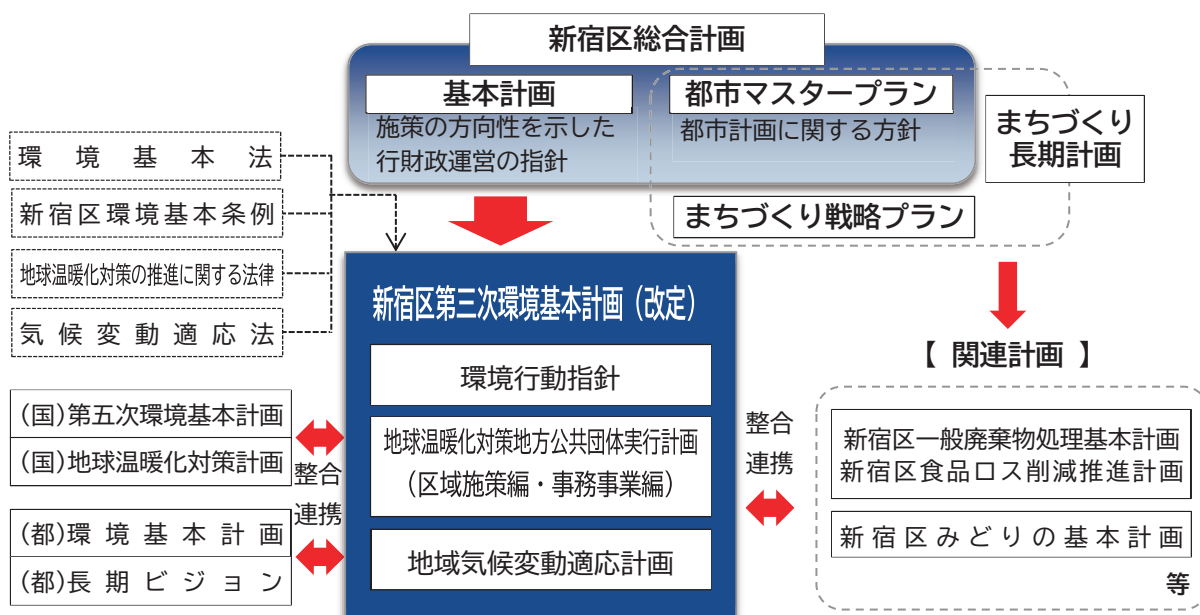 新宿区総合計画
基本計画
施策の方向性を示した
行財政運営の指針
都市マスタープラン
都市計画に関する方針
まちづくり
長期計画
まちづくり戦略プラン
環境基本法
新宿区環境基本条例
地球温暖化対策の推進に関する法律
気候変動適応法
新宿区第三次環境基本計画(改定)
環境行動指針
地球温暖化対策地方公共団体実行計画
(区域施策編・事務事業編)
地域気候変動適応計画
(国)第五次環境基本計画
(国)地球温暖化対策計画
整合
連携
(都)環境基本計画
(都)長期ビジョン
整合
連携
【 関連計画 】
新宿区一般廃棄物処理基本計画
新宿区食品ロス削減推進計画
新宿区みどりの基本計画
等